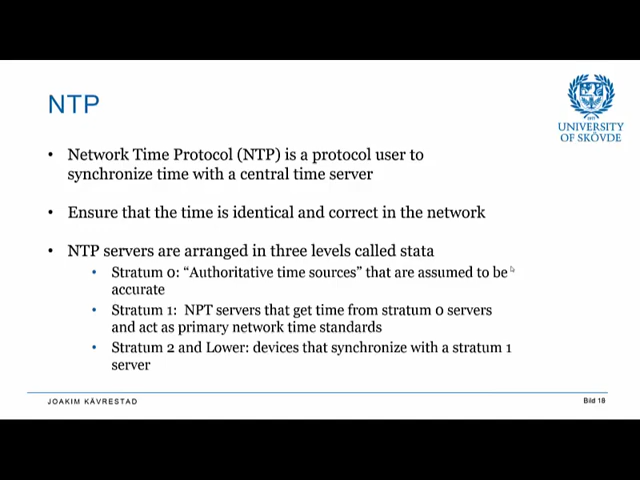 NTP
UNIVERSITY
OF SKÖVDE
• Network Time Protocol (NTP) is a protocol user to
synchronize time with a central time server
• Ensure that the time is identical and correct in the network
• NTP servers are arranged in three levels called stata
• Stratum 0: “Authoritative time sources” that are assumed to be
accurate
• Stratum 1: NPT servers that get time from stratum 0 servers
and act as primary network time standards
• Stratum 2 and Lower: devices that synchronize with a stratum 1
server
JOAKIM KÄVRESTAD
Bild 18